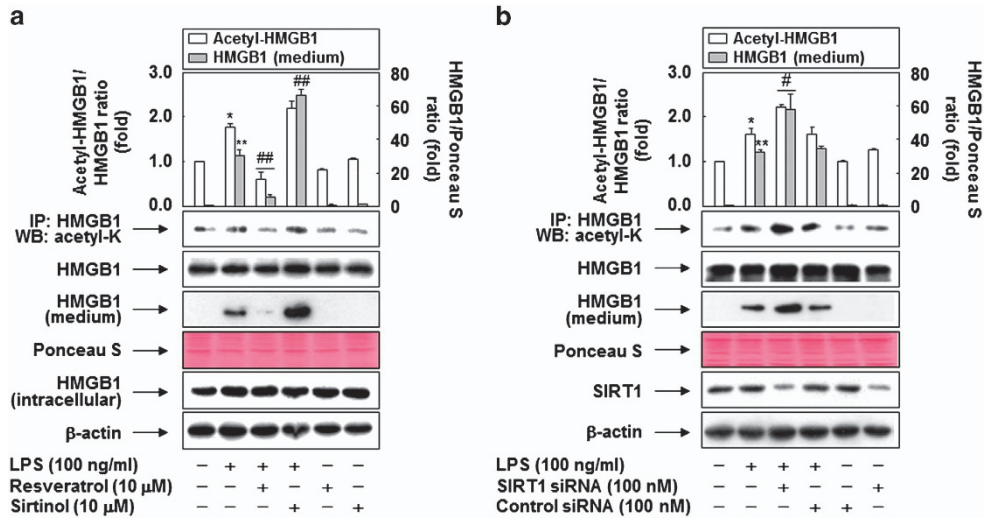 a
Acetyl-HMGB1
HMGB1 (medium)
Acetyl-HMGB1/
HMGB1 ratio
(fold)
3.0
2.0
1.0
0.0
* ** ## ##
80
60
40
20
0
HMGB1/Ponceau S
ratio (fold)
IP: HMGB1
WB: acetyl-K
HMGB1
HMGB1
(medium)
Ponceau S
HMGB1
(intracellular)
β-actin
LPS (100 ng/ml) – + + + – –
Resveratrol (10 μM) – – + – + –
Sirtinol (10 μM) – – – + – +
b
Acetyl-HMGB1
HMGB1 (medium)
Acetyl-HMGB1/
HMGB1 ratio
(fold)
3.0
2.0
1.0
0.0
* ** #
80
60
40
20
0
HMGB1/Ponceau S
ratio (fold)
IP: HMGB1
WB: acetyl-K
HMGB1
HMGB1
(medium)
Ponceau S
SIRT1
β-actin
LPS (100 ng/ml) – + + + – –
SIRT1 siRNA (100 nM) – – + – – +
Control siRNA (100 nM) – – – + + –